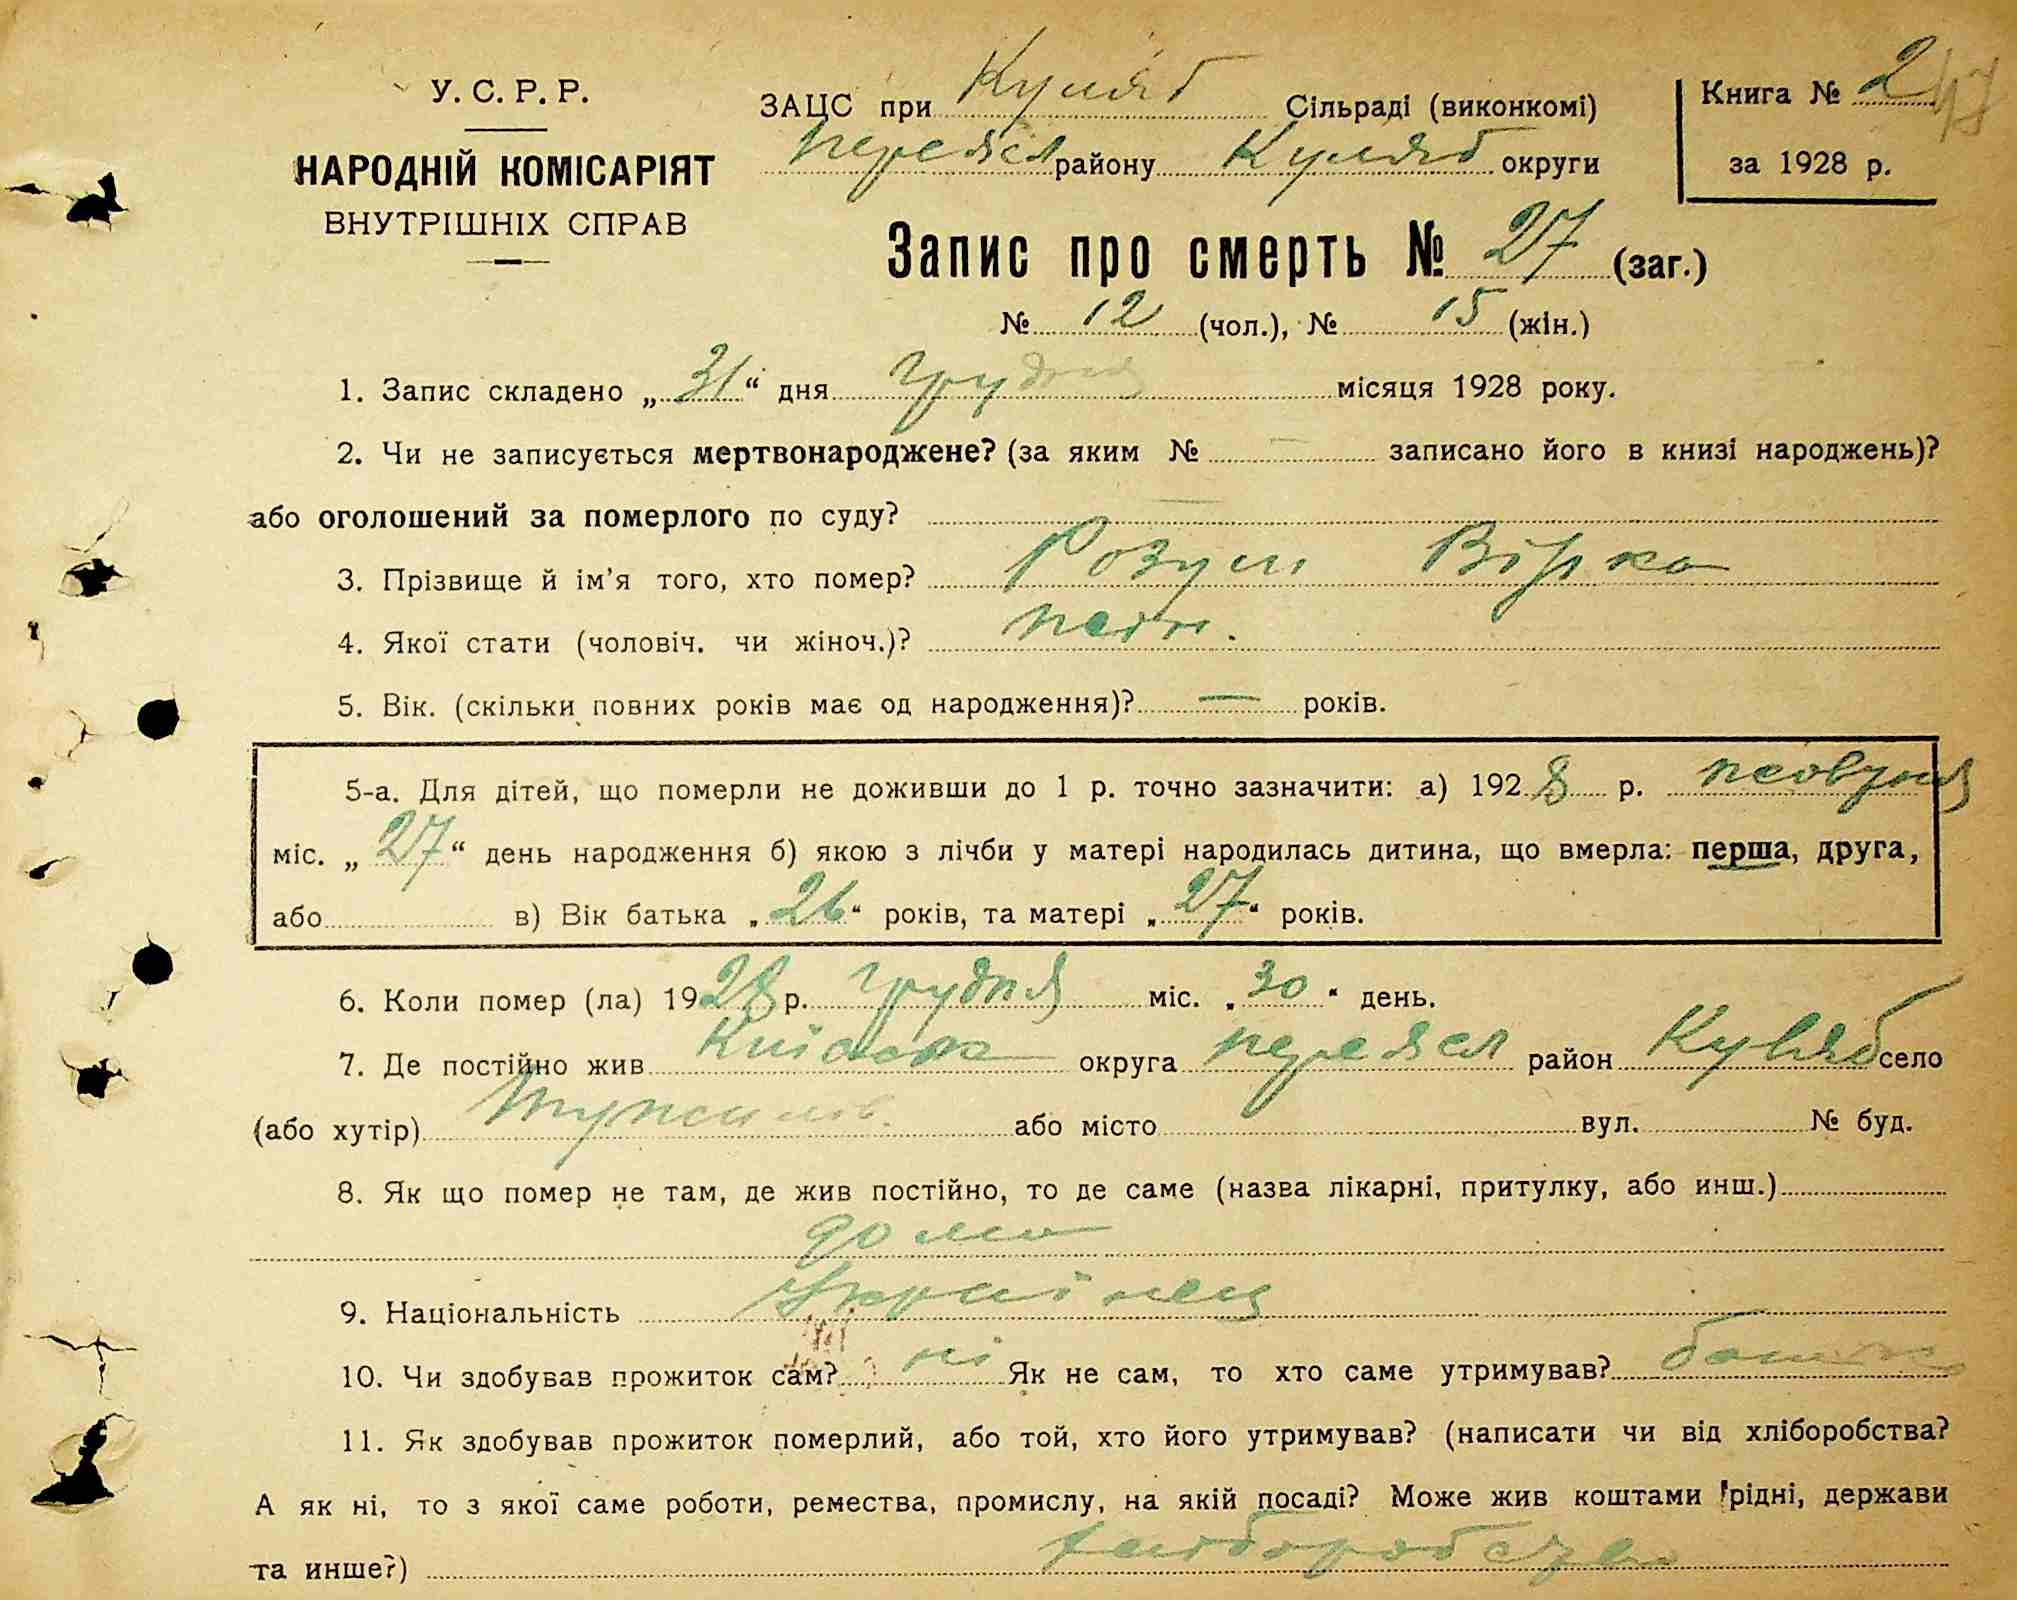 У. С. Р. Р.
НАРОДНІЙ КОМІСАРІЯТ
ВНУТРІШНІХ СПРАВ
ЗАЦС при Куляб Сільраді (виконкомі)
Переясл району Куляб округи
Книга № 2
за 1928 р.
Запис про смерть № 27 (заг.)
№ 12 (чол.), № 15 (жін.)
1. Запис складено „31“ дня грудня місяця 1928 року.
2. Чи не записується мертвонароджене? (за яким № — записано його в книзі народжень)?
або оголошений за померлого по суду? —
3. Прізвище й ім'я того, хто помер? Розум Вірка
4. Якої стати (чоловіч. чи жіноч.)?
5. Вік. (скільки повних років має од народження)? — років.
5-а. Для дітей, що померли не доживши до 1 р. точно зазначити: а) 1928 р. жовтня
міс. „27“ день народження б) якою з лічби у матері народилась дитина, що вмерла: перша, друга,
або в) Вік батька „26“ років, та матері „27“ років.
6. Коли помер (ла) 1928 р. грудня міс. „30“ день.
7. Де постійно жив округа Переясл район Куляб село
(або хутір) або місто вул. № буд.
8. Як що помер не там, де жив постійно, то де саме (назва лікарні, притулку, або инш.)
дома
9. Національність Українец
10. Чи здобував прожиток сам? ні Як не сам, то хто саме утримував? батько
11. Як здобував прожиток померлий, або той, хто його утримував? (написати чи від хліборобства?
А як ні, то з якої саме роботи, ремества, промислу, на якій посаді? Може жив коштами рідні, держави
та инше?) хліборобство